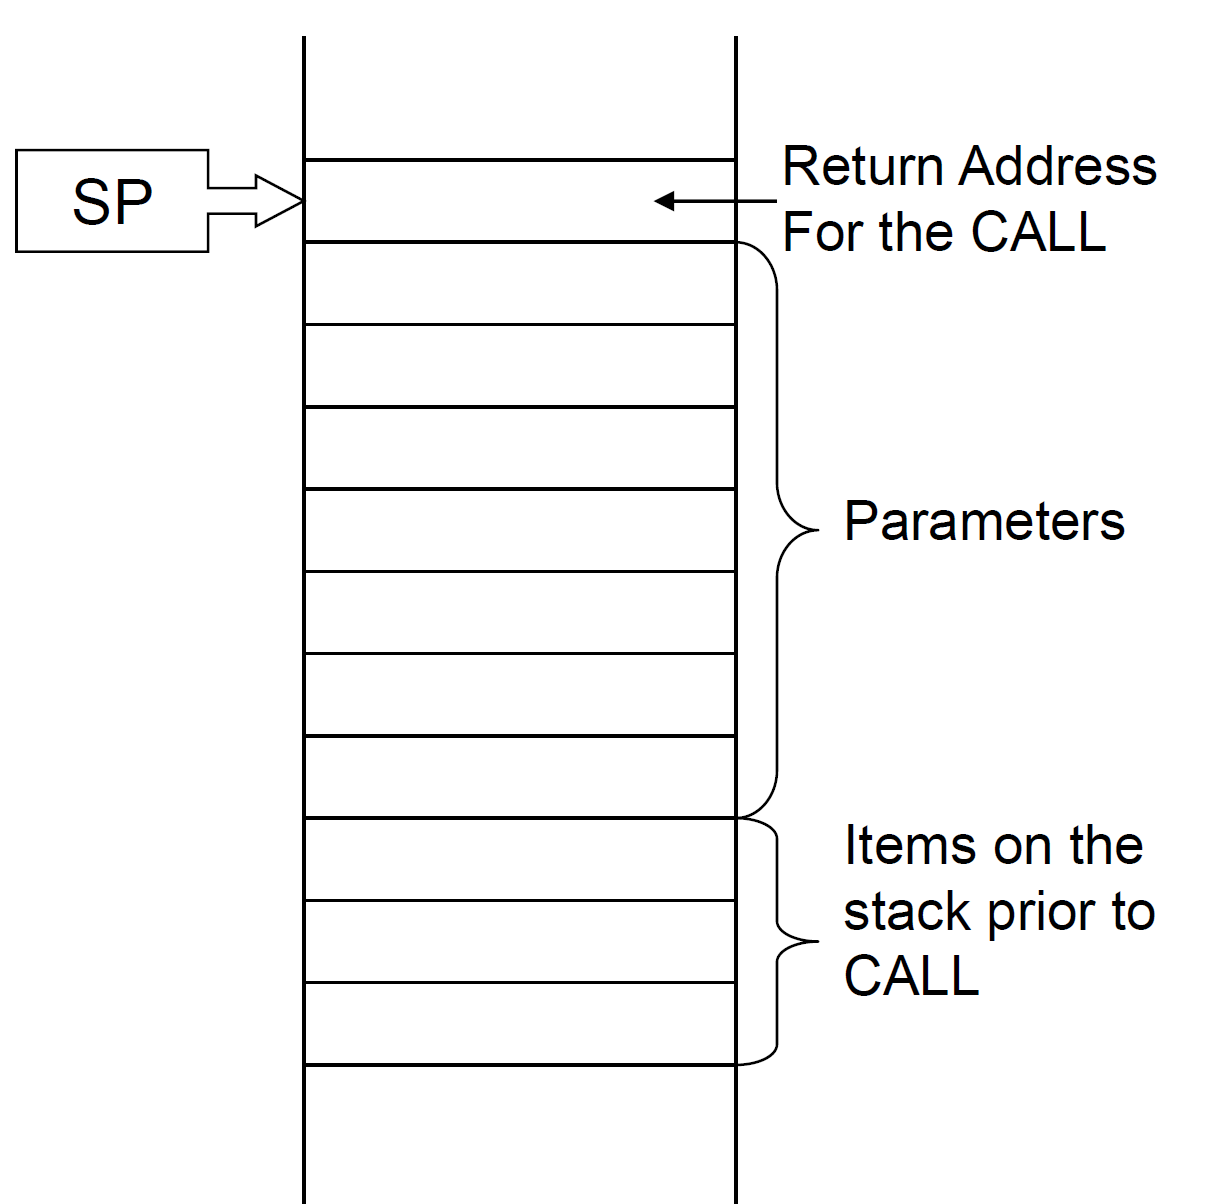 SP
Return Address
For the CALL
Parameters
Items on the
stack prior to
CALL